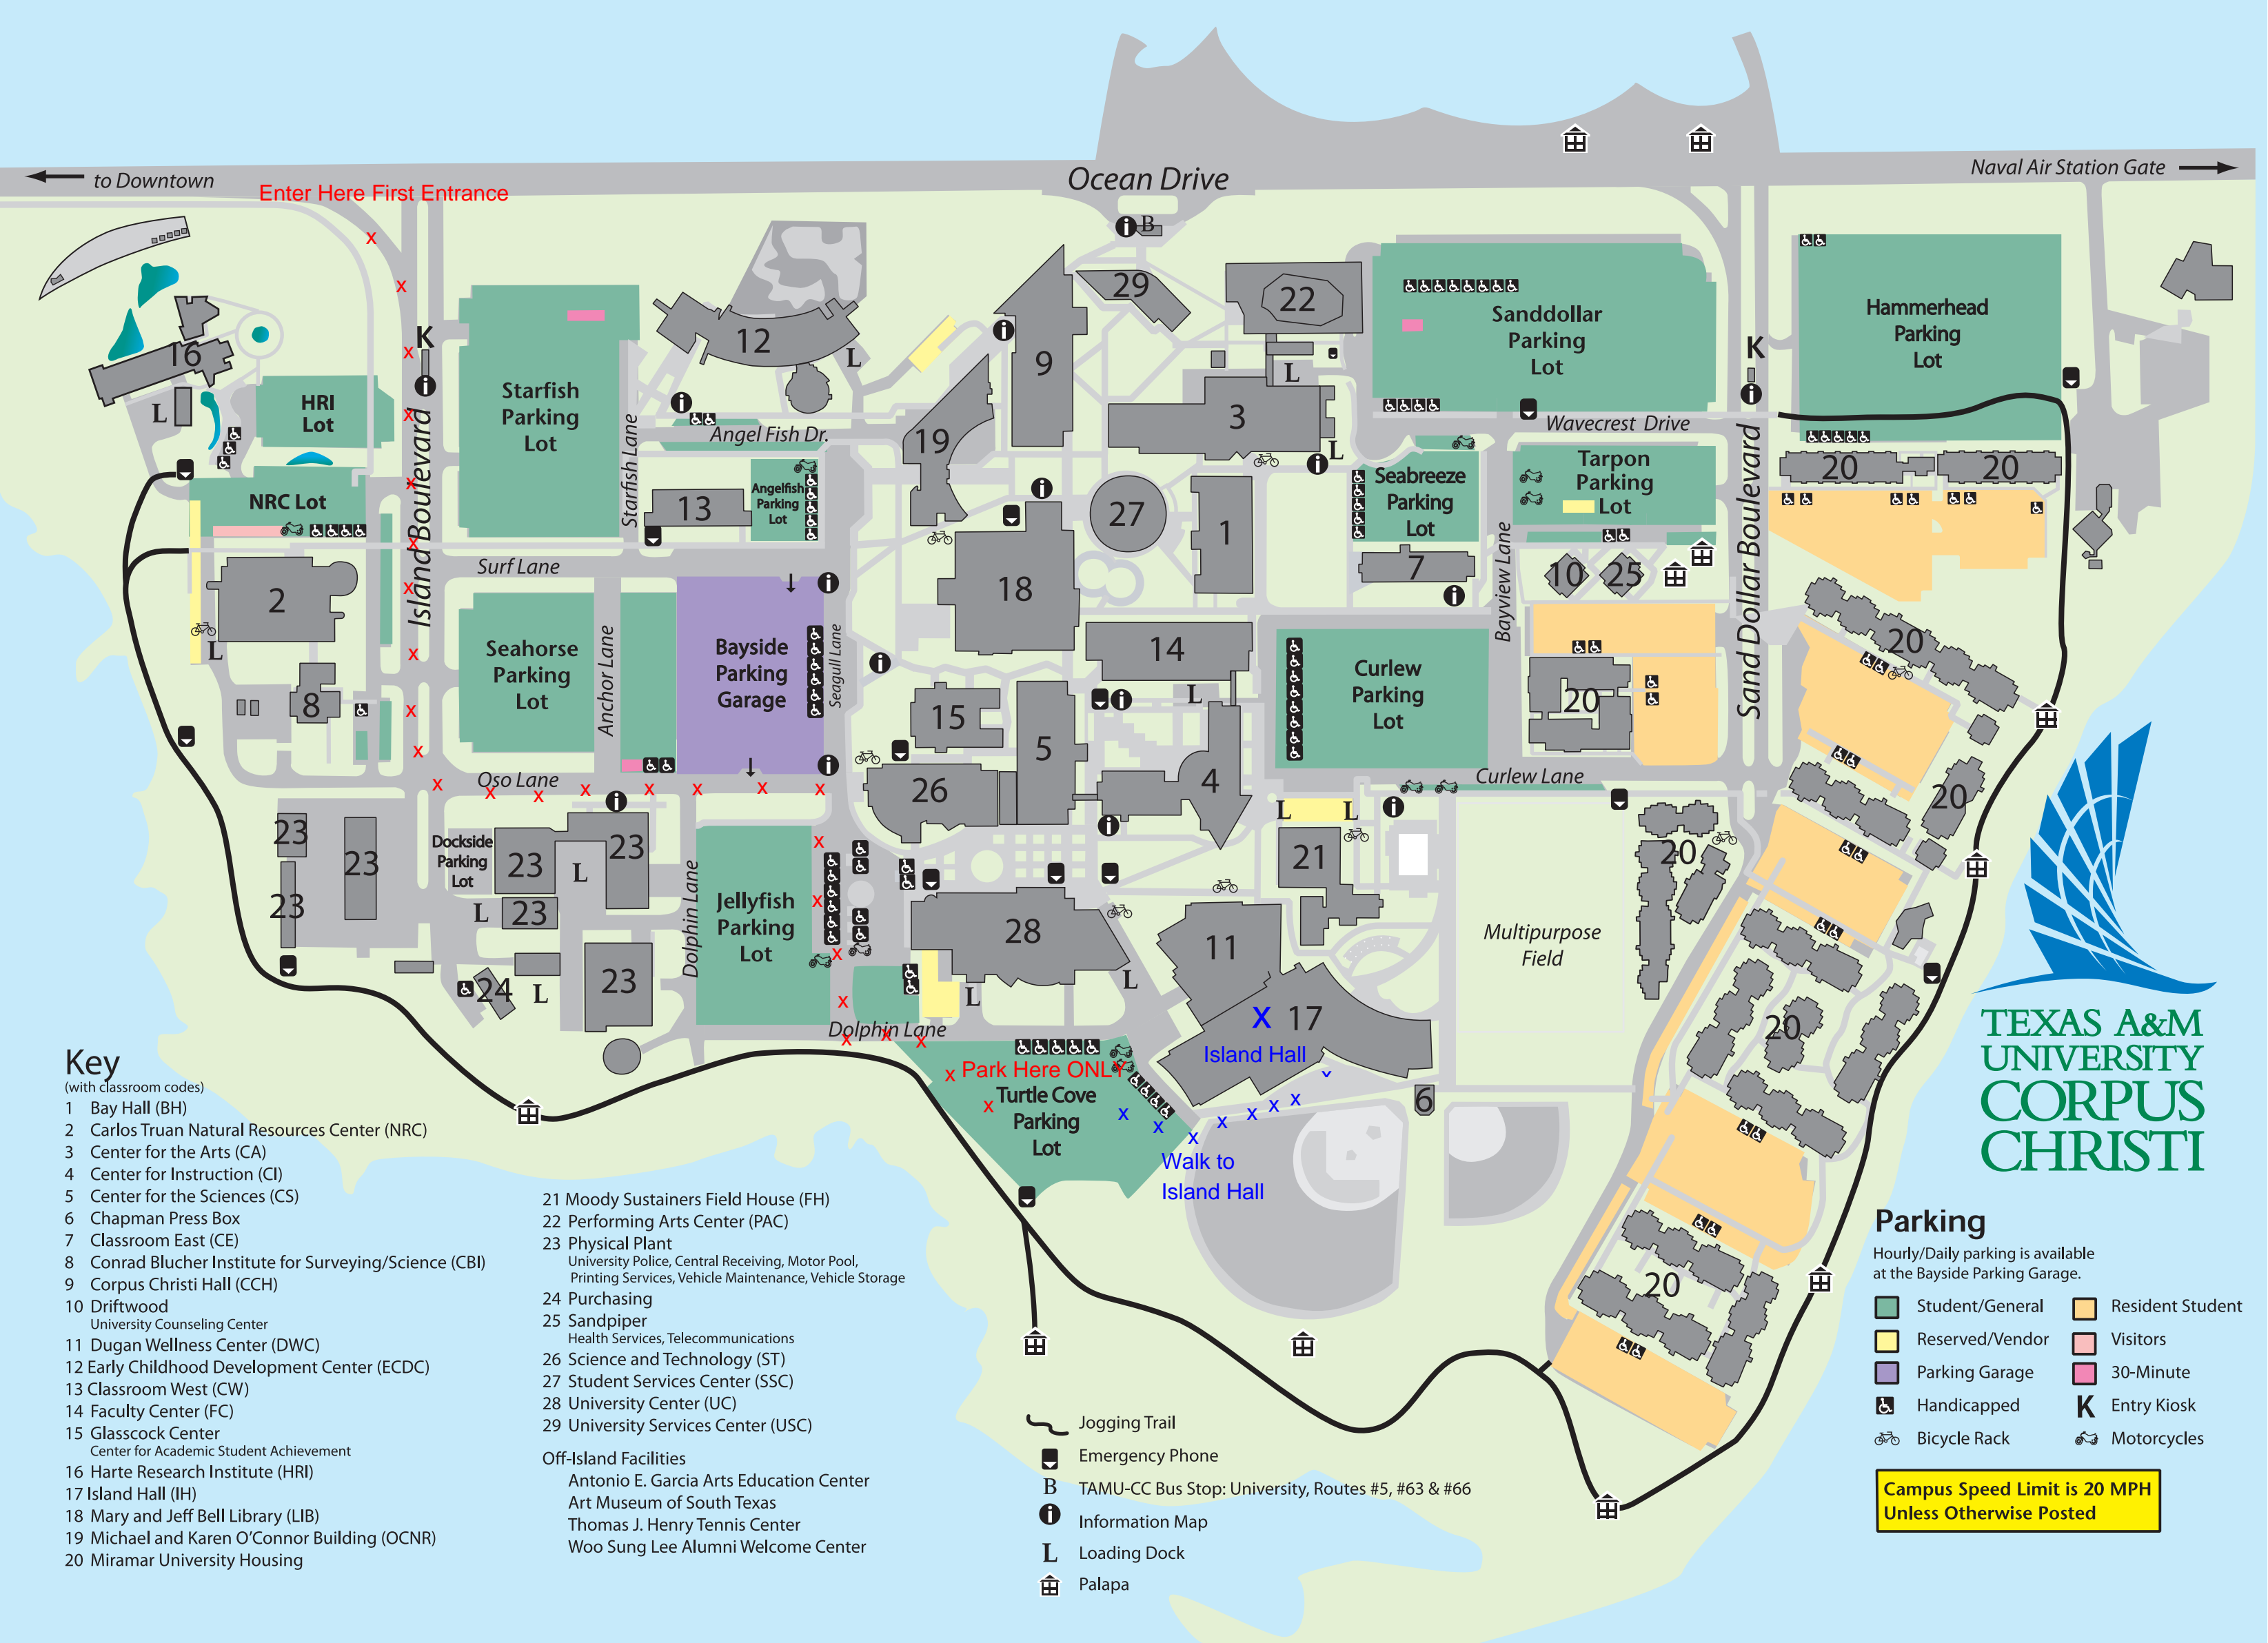 to Downtown
Enter Here First Entrance
Ocean Drive
Naval Air Station Gate
B
29
22
Sanddollar
Parking
Lot
Hammerhead
Parking
Lot
K
K
12
L
9
L
16
L
HRI
Lot
Starfish
Parking
Lot
Island Boulevard
Starfish Lane
Angel Fish Dr.
19
3
L
Wavecrest Drive
Sand Dollar Boulevard
NRC Lot
13
Angelfish
Parking
Lot
27
1
Seabreeze
Parking
Lot
Tarpon
Parking
Lot
20
20
Surf Lane
18
7
Bayview Lane
10
25
2
L
Seahorse
Parking
Lot
Anchor Lane
Bayside
Parking
Garage
Seagull Lane
14
L
Curlew
Parking
Lot
20
20
8
15
5
4
Oso Lane
26
Curlew Lane
20
L
L
23
23
23
Dockside
Parking
Lot
23
L
23
L
23
Dolphin Lane
Jellyfish
Parking
Lot
21
20
28
11
Multipurpose
Field
24
L
23
L
L
Dolphin Lane
X
17
Island Hall
20
x Park Here ONLY
Turtle Cove
Parking
Lot
6
Walk to
Island Hall
20
TEXAS A&M
UNIVERSITY
CORPUS
CHRISTI
Key
(with classroom codes)
1 Bay Hall (BH)
2 Carlos Truan Natural Resources Center (NRC)
3 Center for the Arts (CA)
4 Center for Instruction (CI)
5 Center for the Sciences (CS)
6 Chapman Press Box
7 Classroom East (CE)
8 Conrad Blucher Institute for Surveying/Science (CBI)
9 Corpus Christi Hall (CCH)
10 Driftwood
University Counseling Center
11 Dugan Wellness Center (DWC)
12 Early Childhood Development Center (ECDC)
13 Classroom West (CW)
14 Faculty Center (FC)
15 Glasscock Center
Center for Academic Student Achievement
16 Harte Research Institute (HRI)
17 Island Hall (IH)
18 Mary and Jeff Bell Library (LIB)
19 Michael and Karen O’Connor Building (OCNR)
20 Miramar University Housing
21 Moody Sustainers Field House (FH)
22 Performing Arts Center (PAC)
23 Physical Plant
University Police, Central Receiving, Motor Pool,
Printing Services, Vehicle Maintenance, Vehicle Storage
24 Purchasing
25 Sandpiper
Health Services, Telecommunications
26 Science and Technology (ST)
27 Student Services Center (SSC)
28 University Center (UC)
29 University Services Center (USC)
Off-Island Facilities
Antonio E. Garcia Arts Education Center
Art Museum of South Texas
Thomas J. Henry Tennis Center
Woo Sung Lee Alumni Welcome Center
Jogging Trail
Emergency Phone
B TAMU-CC Bus Stop: University, Routes #5, #63 & #66
Information Map
L Loading Dock
Palapa
Parking
Hourly/Daily parking is available
at the Bayside Parking Garage.
Student/General
Resident Student
Reserved/Vendor
Visitors
Parking Garage
30-Minute
Handicapped
K Entry Kiosk
Bicycle Rack
Motorcycles
Campus Speed Limit is 20 MPH
Unless Otherwise Posted